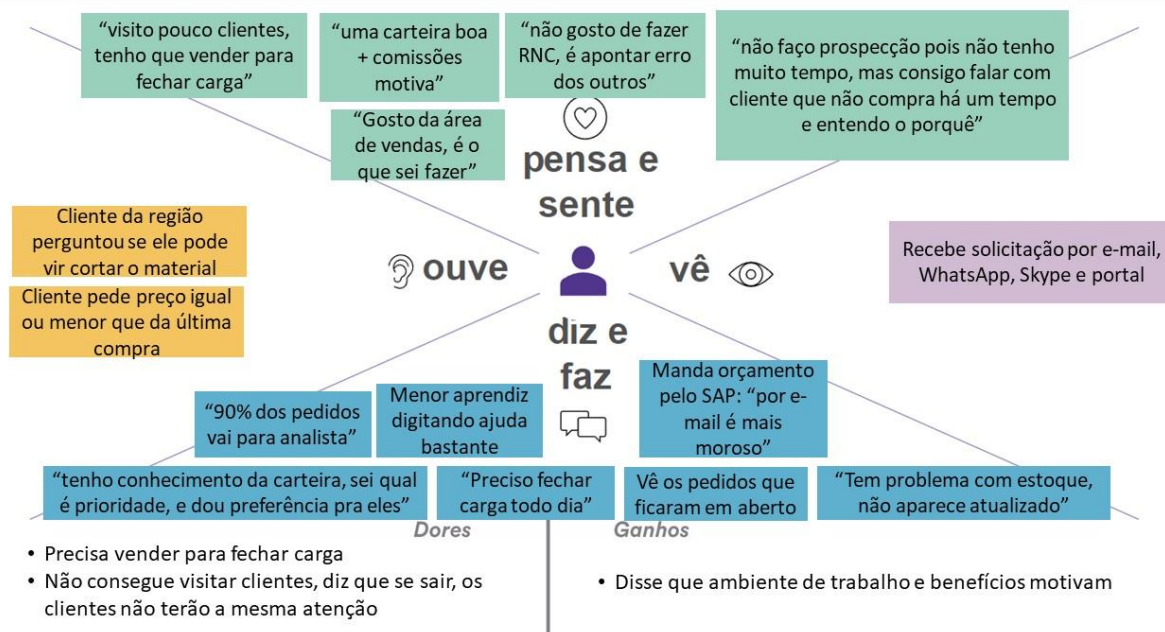 “visito pouco clientes,
tenho que vender para
fechar carga”
“uma carteira boa
+ comissões
motiva”
“não gosto de fazer
RNC, é apontar erro
dos outros”
“não faço prospecção pois não tenho
muito tempo, mas consigo falar com
cliente que não compra há um tempo
e entendo o porquê”
“Gosto da área
de vendas, é o
que sei fazer”
pensa e
sente
Cliente da região
perguntou se ele pode
vir cortar o material
Cliente pede preço igual
ou menor que da última
compra
ouve
vê
Recebe solicitação por e-mail,
WhatsApp, Skype e portal
diz e
faz
“90% dos pedidos
vai para analista”
Menor aprendiz
digitando ajuda
bastante
Manda orçamento
pelo SAP: “por e-
mail é mais
moroso”
“tenho conhecimento da carteira, sei qual
é prioridade, e dou preferência pra eles”
“Preciso fechar
carga todo dia”
Vê os pedidos que
ficaram em aberto
“Tem problema com estoque,
não aparece atualizado”
Dores
Ganhos
• Precisa vender para fechar carga
• Não consegue visitar clientes, diz que se sair, os
clientes não terão a mesma atenção
• Disse que ambiente de trabalho e benefícios motivam